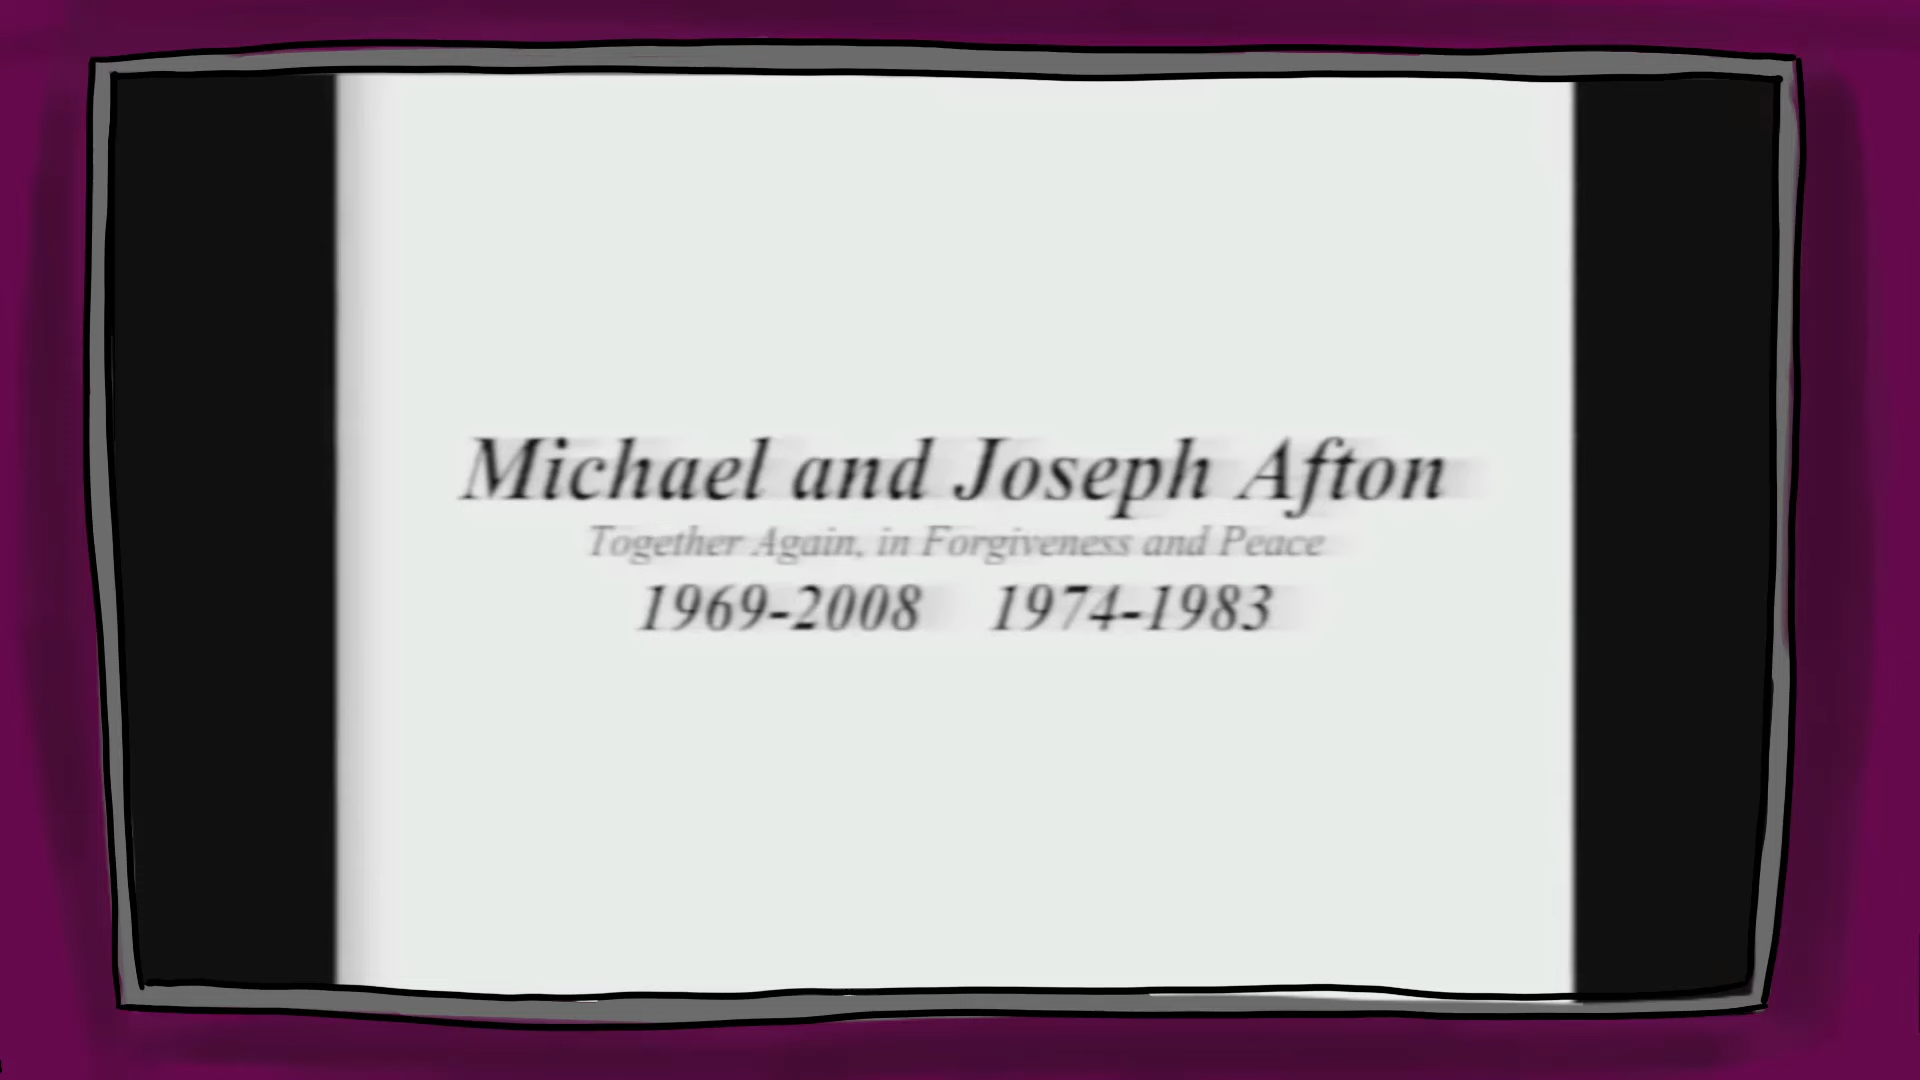 Michael and Joseph Afton
Together Again, in Forgiveness and Peace
1969-2008 1974-1983